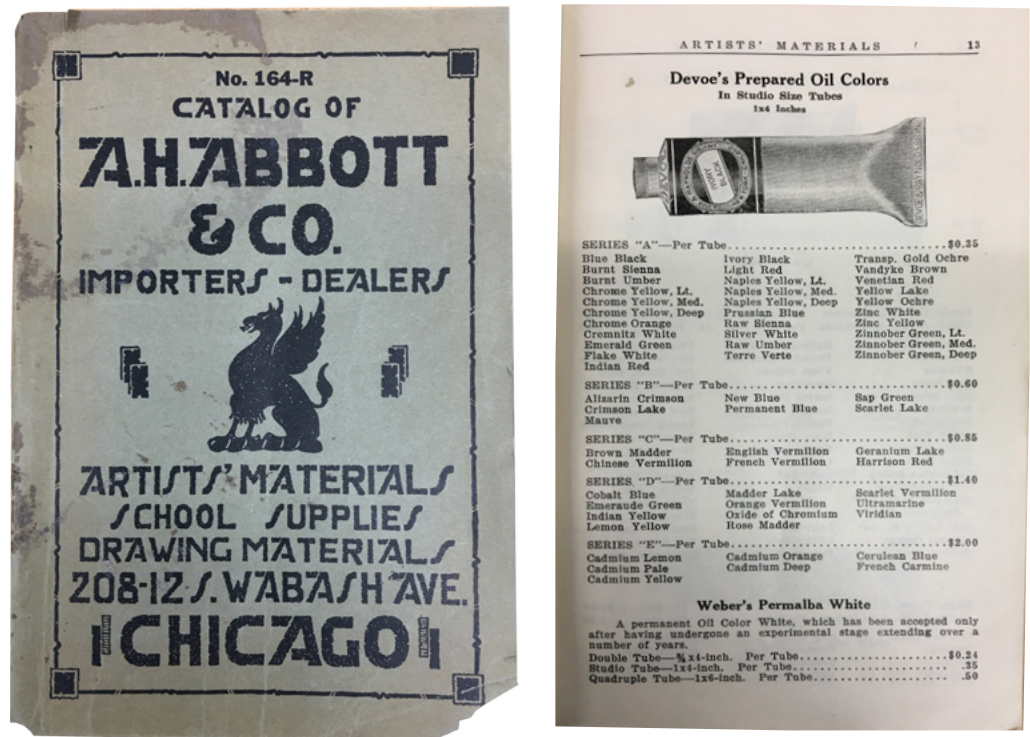 No. 164-R
CATALOG OF
A.H. ABBOTT
& CO.
IMPORTERS - DEALERS
ARTISTS' MATERIALS
SCHOOL SUPPLIES
DRAWING MATERIALS
208-12 S. WABASH AVE.
CHICAGO
ARTISTS' MATERIALS 13
Devoe's Prepared Oil Colors
In Studio Size Tubes
1x4 Inches
IVORY
BLACK
SERIES "A"—Per Tube $0.35
Blue Black Ivory Black Transp. Gold Ochre
Burnt Sienna Light Red Vandyke Brown
Burnt Umber Naples Yellow, Lt. Venetian Red
Chrome Yellow, Lt. Naples Yellow, Med. Yellow Lake
Chrome Yellow, Med. Naples Yellow, Deep Yellow Ochre
Chrome Yellow, Deep Prussian Blue Zinc White
Chrome Orange Raw Sienna Zinc Yellow
Cremnitz White Silver White Zinnober Green, Lt.
Emerald Green Raw Umber Zinnober Green, Med.
Flake White Terre Verte Zinnober Green, Deep
Indian Red
SERIES "B"—Per Tube $0.60
Alizarin Crimson New Blue Sap Green
Crimson Lake Permanent Blue Scarlet Lake
Mauve
SERIES "C"—Per Tube $0.85
Brown Madder English Vermilion Geranium Lake
Chinese Vermilion French Vermilion Harrison Red
SERIES "D"—Per Tube $1.40
Cobalt Blue Madder Lake Scarlet Vermilion
Emeraude Green Orange Vermilion Ultramarine
Indian Yellow Oxide of Chromium Viridian
Lemon Yellow Rose Madder
SERIES "E"—Per Tube $2.00
Cadmium Lemon Cadmium Orange Cerulean Blue
Cadmium Pale Cadmium Deep French Carmine
Cadmium Yellow
Weber's Permalba White
A permanent Oil Color White, which has been accepted only
after having undergone an experimental stage extending over a
number of years.
Double Tube—¾x4-inch. Per Tube $0.24
Studio Tube—1x4-inch. Per Tube .35
Quadruple Tube—1x6-inch. Per Tube .50